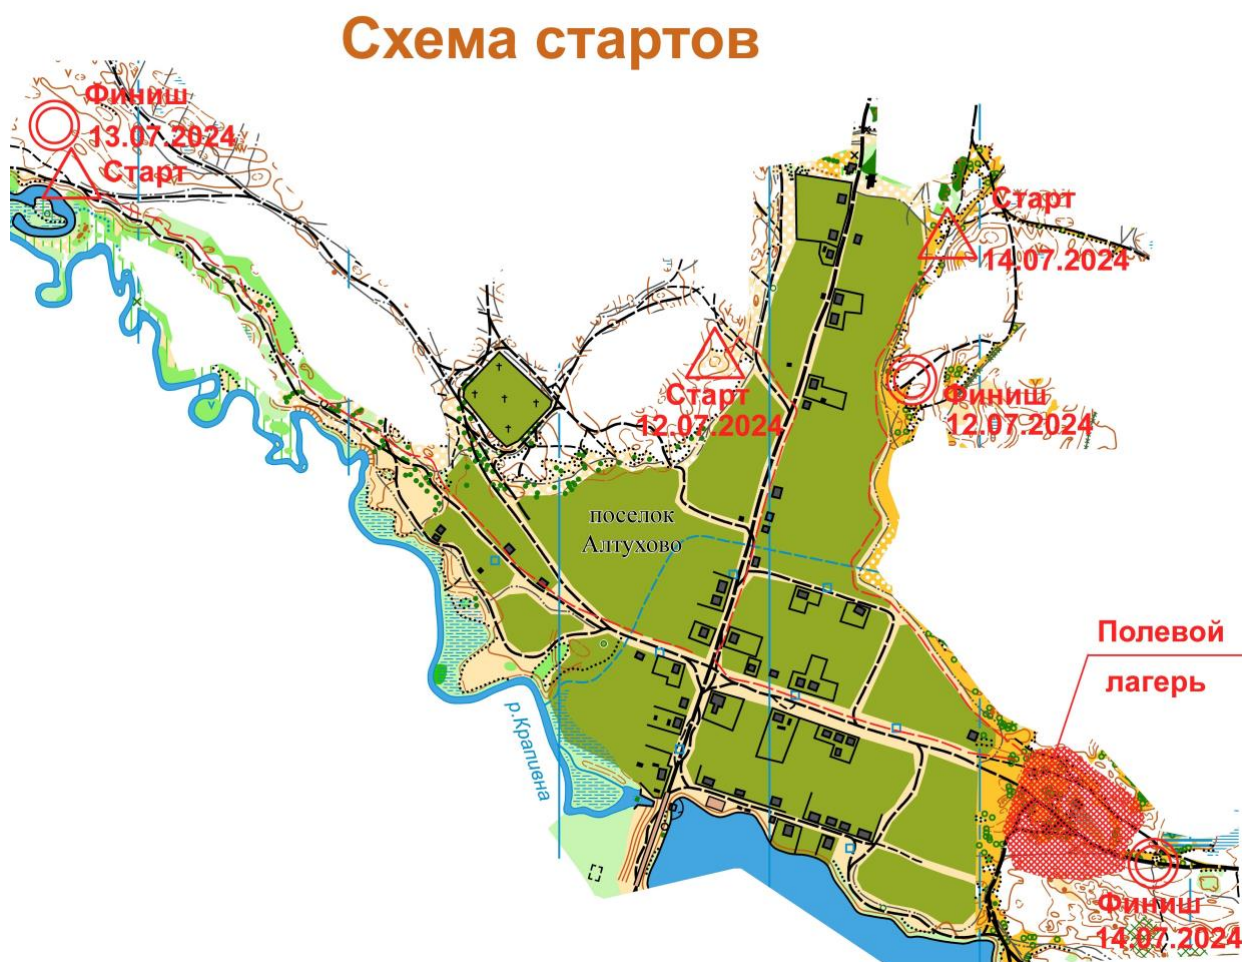 Схема стартов
Финиш
13.07.2024
Старт
Старт
14.07.2024
Старт
12.07.2024
Финиш
12.07.2024
поселок
Алтухово
Полевой
лагерь
р.Крапивна
Финиш
14.07.2024